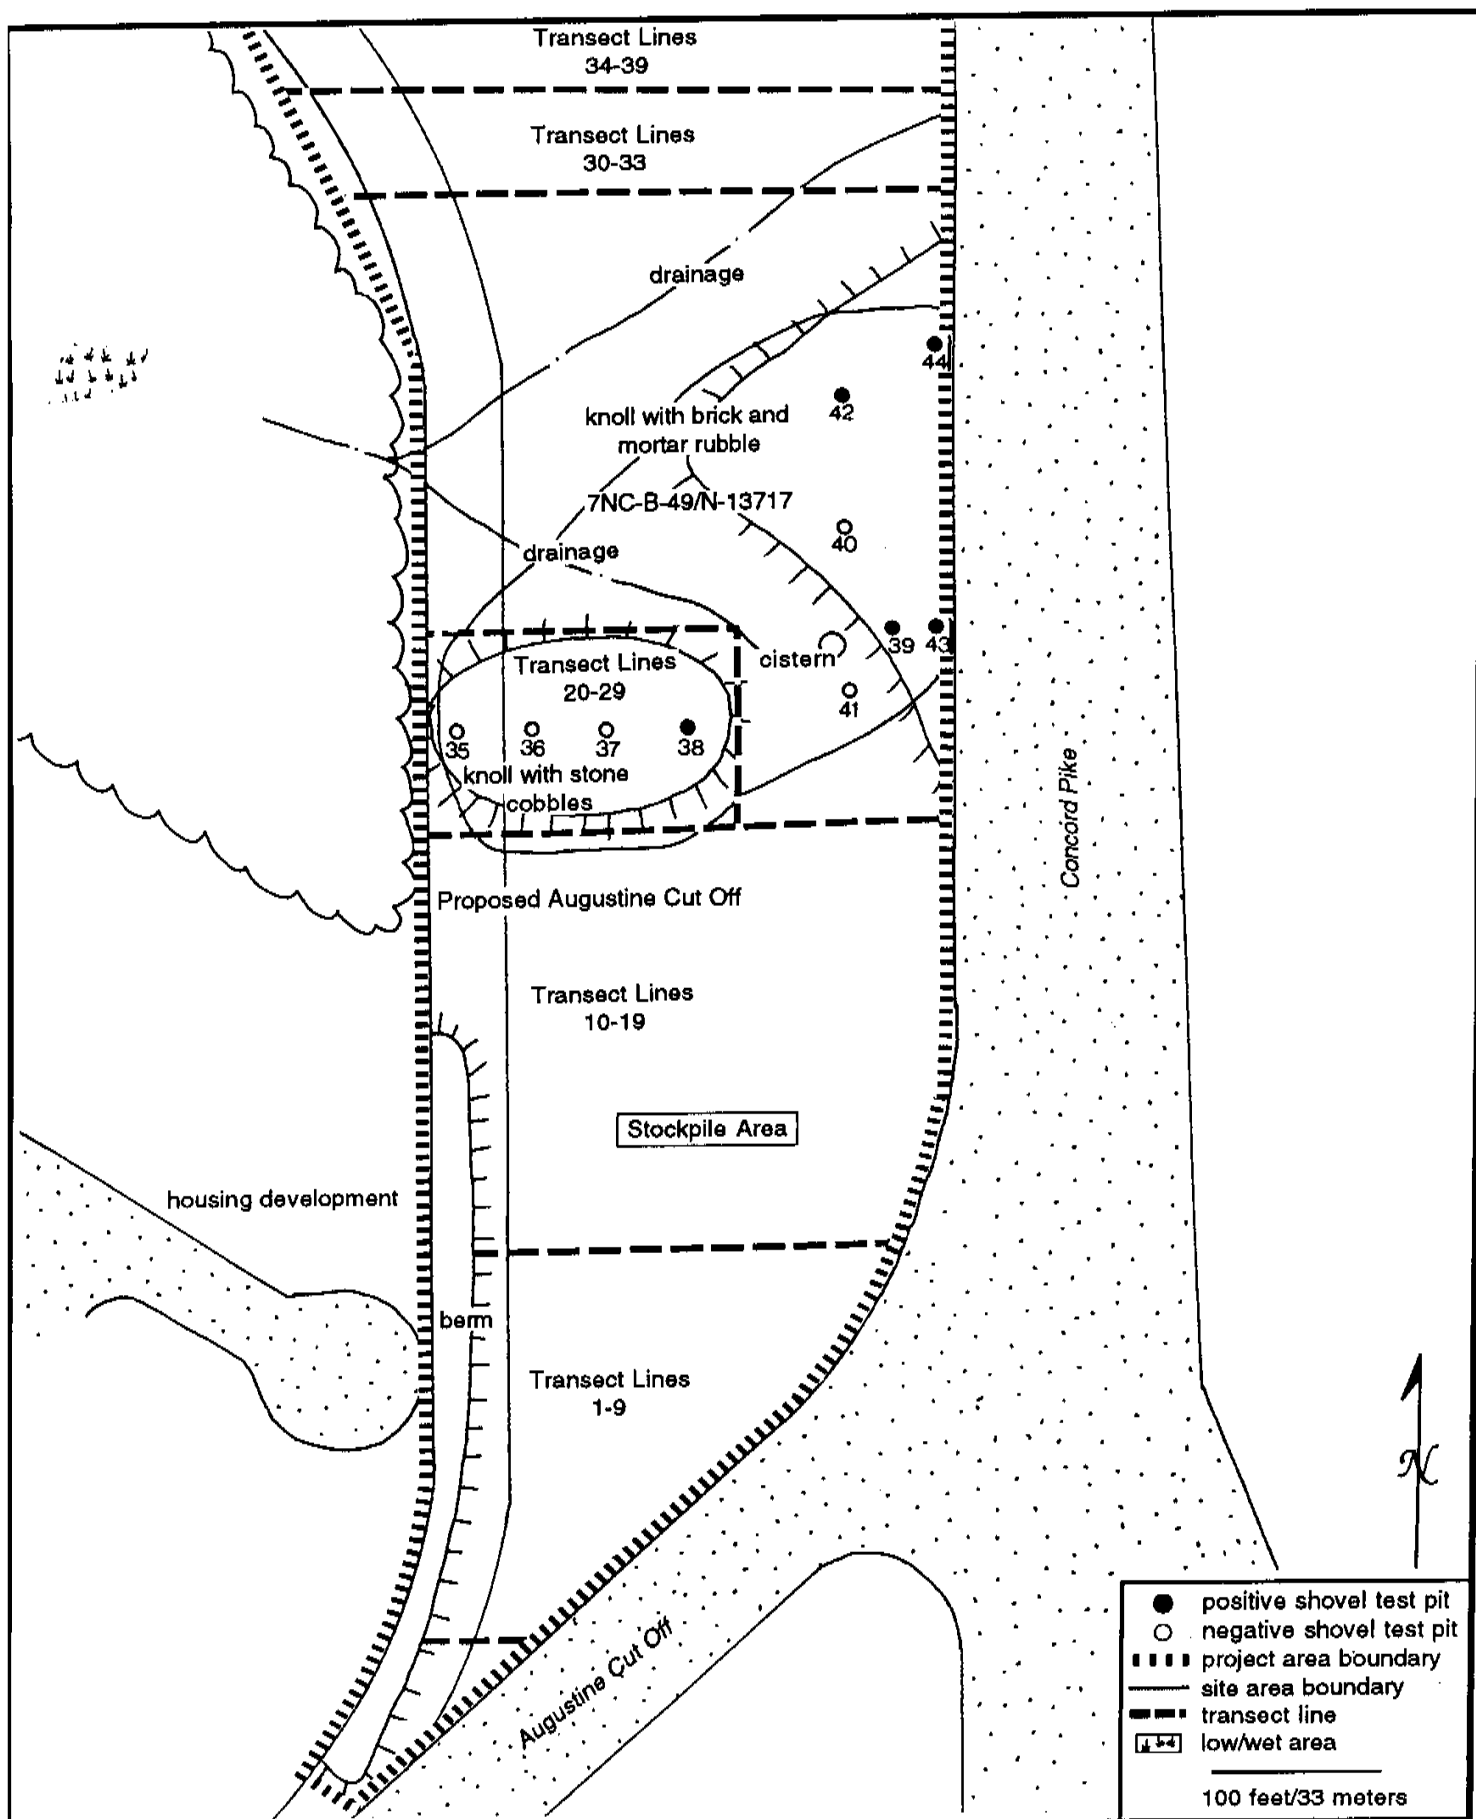 Transect Lines
34-39
Transect Lines
30-33
drainage
44
42
knoll with brick and
mortar rubble
7NC-B-49/N-13717
40
drainage
39
43
cistern
Transect Lines
20-29
41
35
36
37
38
knoll with stone
cobbles
Concord Pike
Proposed Augustine Cut Off
Transect Lines
10-19
Stockpile Area
housing development
berm
Transect Lines
1-9
N
Augustine Cut Off
positive shovel test pit
negative shovel test pit
project area boundary
site area boundary
transect line
low/wet area
100 feet/33 meters